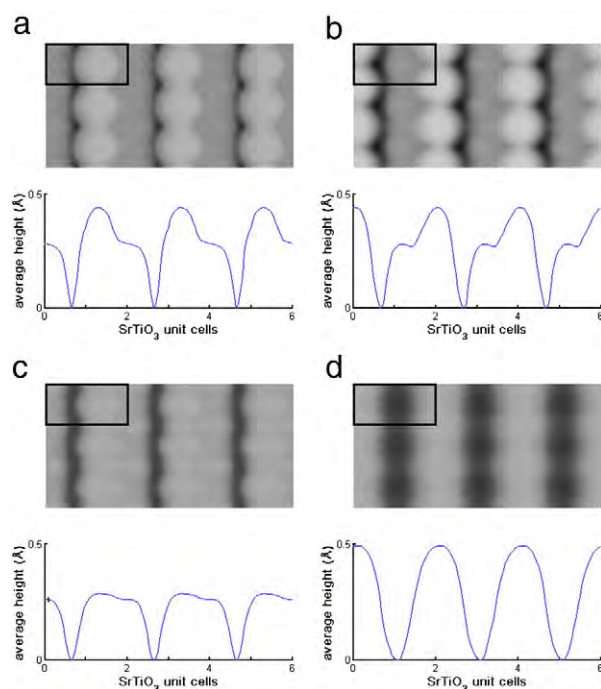 a
b
0.5
average height (Å)
0
0 2 4 6
SrTiO3 unit cells
0.5
average height (Å)
0
0 2 4 6
SrTiO3 unit cells
c
d
0.5
average height (Å)
0
0 2 4 6
SrTiO3 unit cells
0.5
average height (Å)
0
0 2 4 6
SrTiO3 unit cells